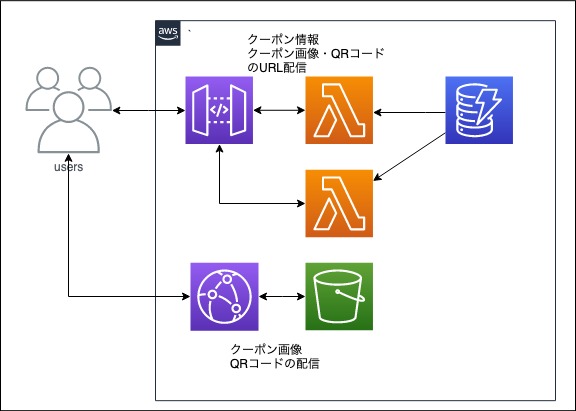 aws
クーポン情報
クーポン画像・QRコード
のURL配信
</>
users
クーポン画像
QRコードの配信